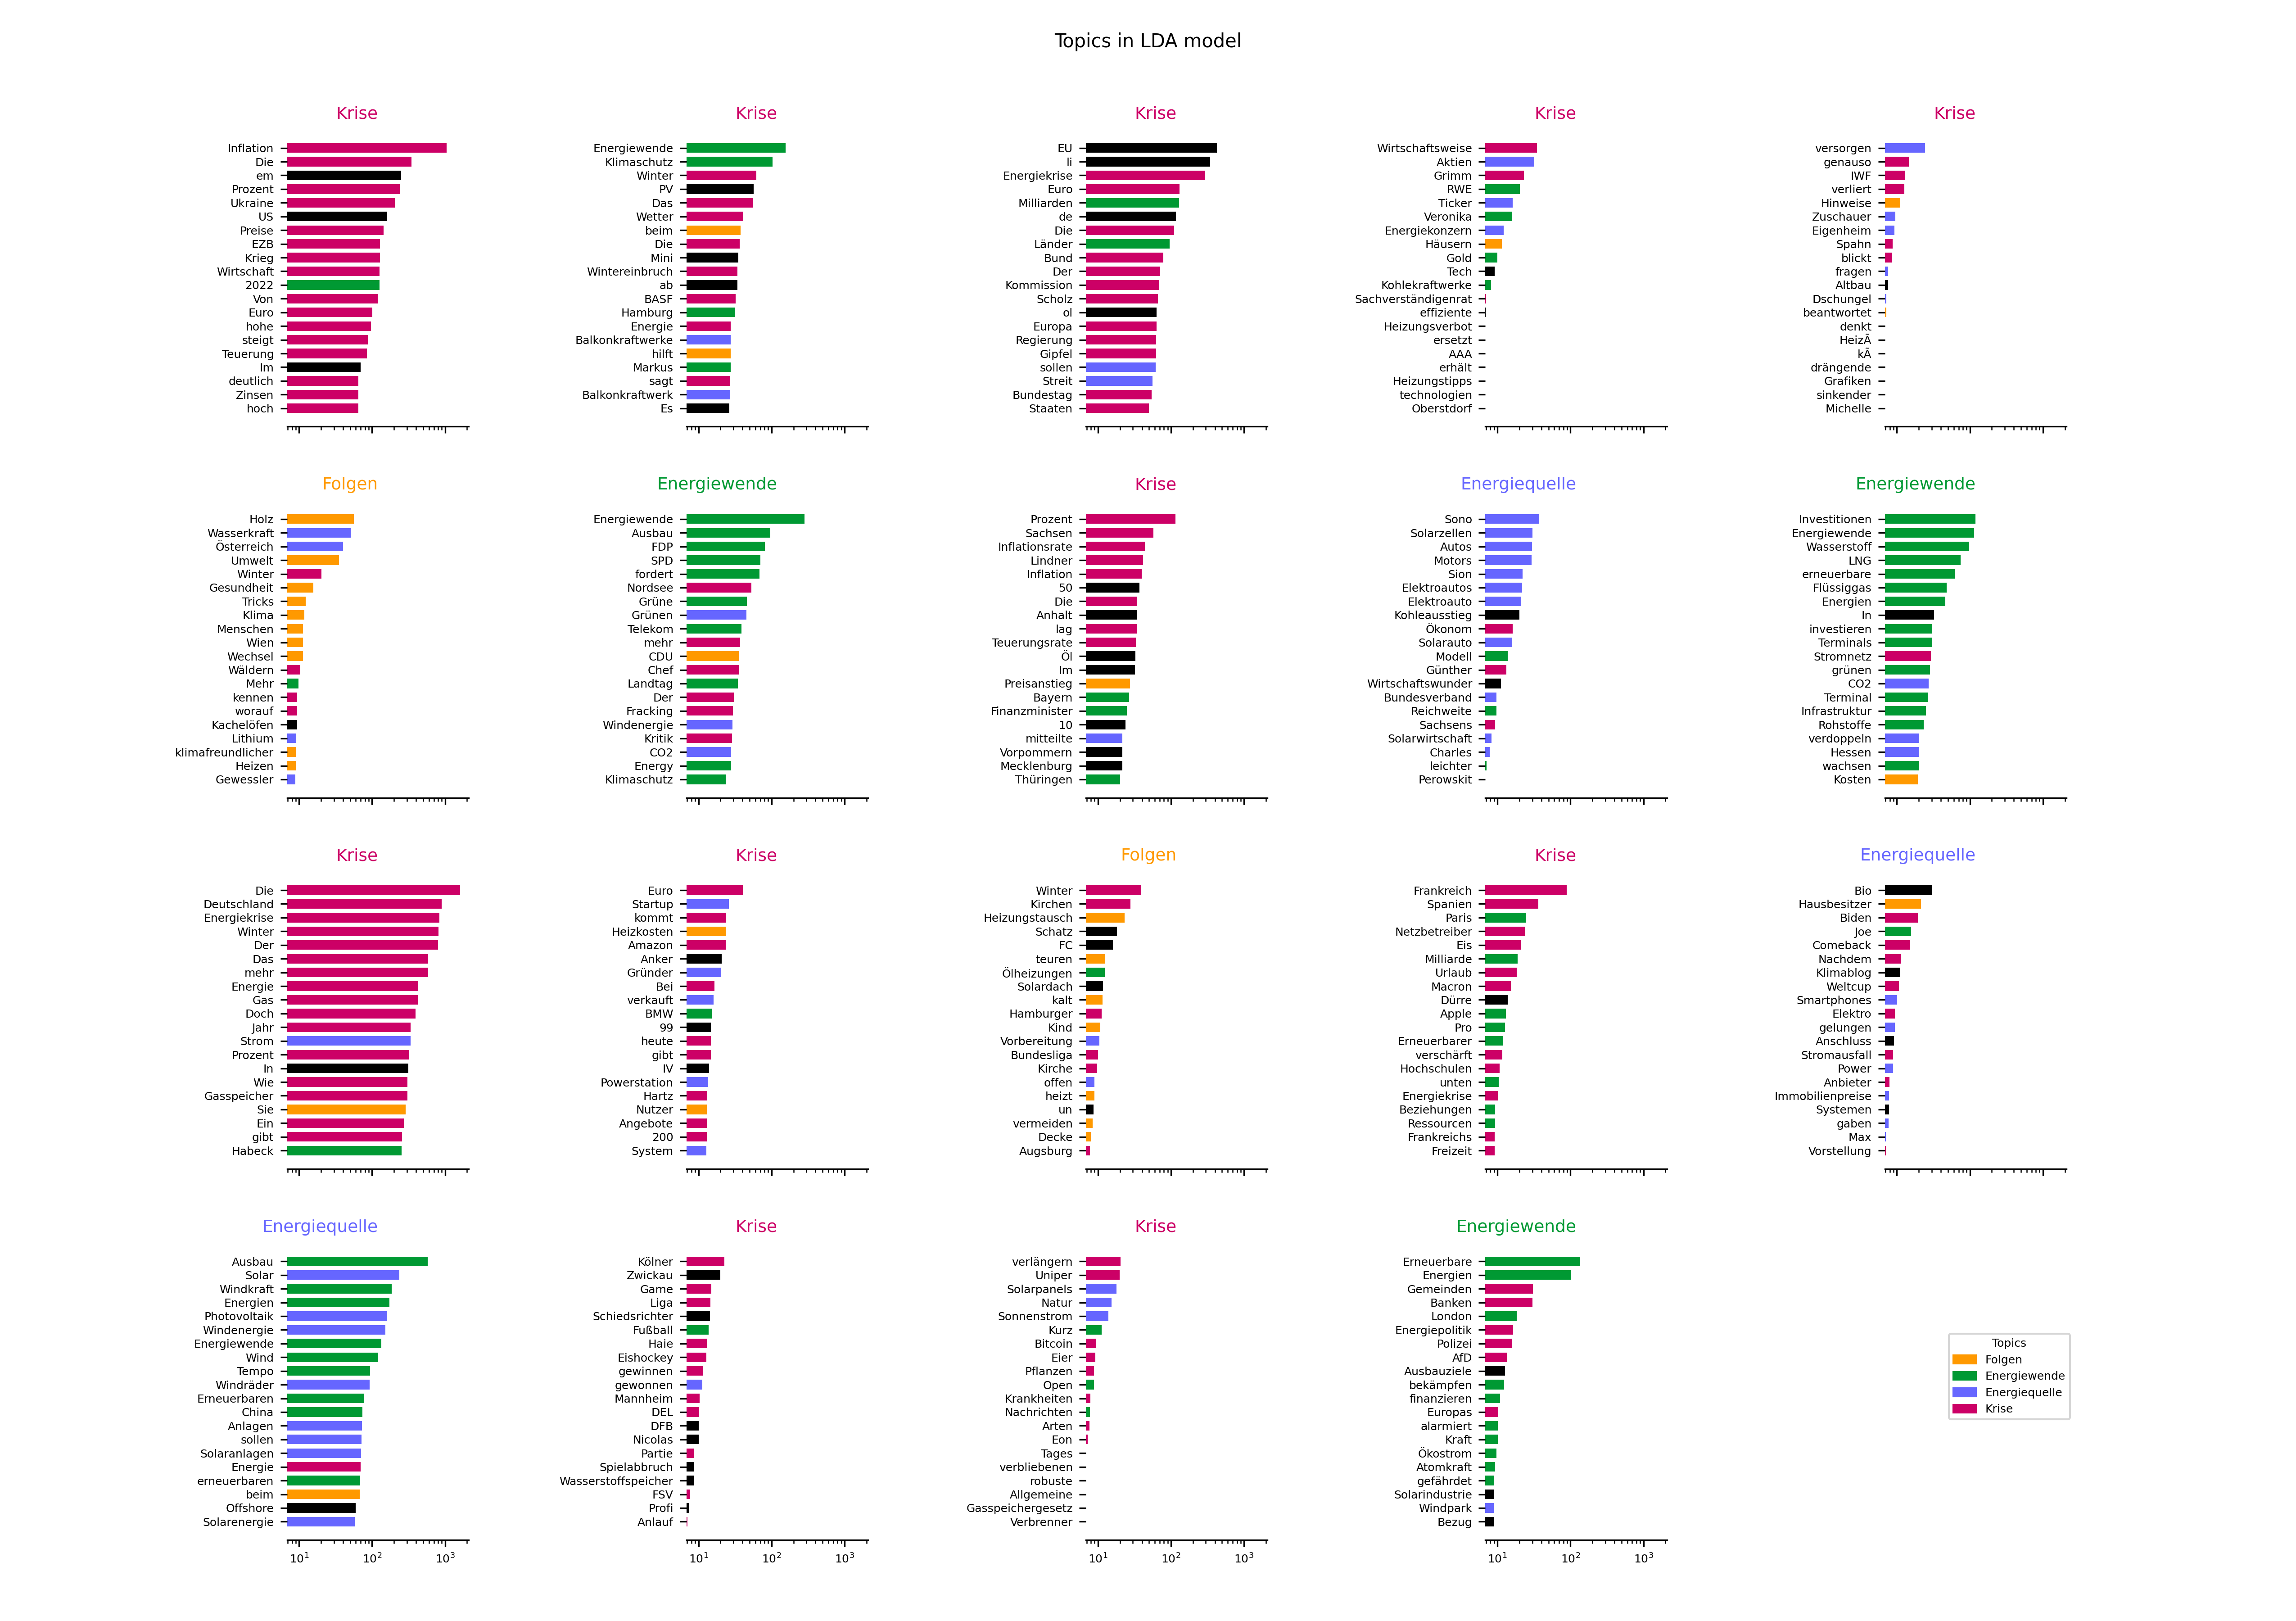 Topics in LDA model
Krise
Inflation
Die
em
Prozent
Ukraine
US
Preise
EZB
Krieg
Wirtschaft
2022
Von
Euro
hohe
steigt
Teuerung
Im
deutlich
Zinsen
hoch
Krise
Energiewende
Klimaschutz
Winter
PV
Das
Wetter
beim
Die
Mini
Wintereinbruch
ab
BASF
Hamburg
Energie
Balkonkraftwerke
hilft
Markus
sagt
Balkonkraftwerk
Es
Krise
EU
li
Energiekrise
Euro
Milliarden
de
Die
Länder
Bund
Der
Kommission
Scholz
ol
Europa
Regierung
Gipfel
sollen
Streit
Bundestag
Staaten
Krise
Wirtschaftsweise
Aktien
Grimm
RWE
Ticker
Veronika
Energiekonzern
Häusern
Gold
Tech
Kohlekraftwerke
Sachverständigenrat
effiziente
Heizungsverbot
ersetzt
AAA
erhält
Heizungstipps
technologien
Oberstdorf
Krise
versorgen
genauso
IWF
verliert
Hinweise
Zuschauer
Eigenheim
Spahn
blickt
fragen
Altbau
Dschungel
beantwortet
denkt
HeizÃ
kÃ
drängende
Grafiken
sinkender
Michelle
Folgen
Holz
Wasserkraft
Österreich
Umwelt
Winter
Gesundheit
Tricks
Klima
Menschen
Wien
Wechsel
Wäldern
Mehr
kennen
worauf
Kachelöfen
Lithium
klimafreundlicher
Heizen
Gewessler
Energiewende
Energiewende
Ausbau
FDP
SPD
fordert
Nordsee
Grüne
Grünen
Telekom
mehr
CDU
Chef
Landtag
Der
Fracking
Windenergie
Kritik
CO2
Energy
Klimaschutz
Krise
Prozent
Sachsen
Inflationsrate
Lindner
Inflation
50
Die
Anhalt
lag
Teuerungsrate
Öl
Im
Preisanstieg
Bayern
Finanzminister
10
mitteilte
Vorpommern
Mecklenburg
Thüringen
Energiequelle
Sono
Solarzellen
Autos
Motors
Sion
Elektroautos
Elektroauto
Kohleausstieg
Ökonom
Solarauto
Modell
Günther
Wirtschaftswunder
Bundesverband
Reichweite
Sachsens
Solarwirtschaft
Charles
leichter
Perowskit
Energiewende
Investitionen
Energiewende
Wasserstoff
LNG
erneuerbare
Flüssiggas
Energien
In
investieren
Terminals
Stromnetz
grünen
CO2
Terminal
Infrastruktur
Rohstoffe
verdoppeln
Hessen
wachsen
Kosten
Krise
Die
Deutschland
Energiekrise
Winter
Der
Das
mehr
Energie
Gas
Doch
Jahr
Strom
Prozent
In
Wie
Gasspeicher
Sie
Ein
gibt
Habeck
Krise
Euro
Startup
kommt
Heizkosten
Amazon
Anker
Gründer
Bei
verkauft
BMW
99
heute
gibt
IV
Powerstation
Hartz
Nutzer
Angebote
200
System
Folgen
Winter
Kirchen
Heizungstausch
Schatz
FC
teuren
Ölheizungen
Solardach
kalt
Hamburger
Kind
Vorbereitung
Bundesliga
Kirche
offen
heizt
un
vermeiden
Decke
Augsburg
Krise
Frankreich
Spanien
Paris
Netzbetreiber
Eis
Milliarde
Urlaub
Macron
Dürre
Apple
Pro
Erneuerbarer
verschärft
Hochschulen
unten
Energiekrise
Beziehungen
Ressourcen
Frankreichs
Freizeit
Energiequelle
Bio
Hausbesitzer
Biden
Joe
Comeback
Nachdem
Klimablog
Weltcup
Smartphones
Elektro
gelungen
Anschluss
Stromausfall
Power
Anbieter
Immobilienpreise
Systemen
gaben
Max
Vorstellung
Energiequelle
Ausbau
Solar
Windkraft
Energien
Photovoltaik
Windenergie
Energiewende
Wind
Tempo
Windräder
Erneuerbaren
China
Anlagen
sollen
Solaranlagen
Energie
erneuerbaren
beim
Offshore
Solarenergie
10¹ 10² 10³
Krise
Kölner
Zwickau
Game
Liga
Schiedsrichter
Fußball
Haie
Eishockey
gewinnen
gewonnen
Mannheim
DEL
DFB
Nicolas
Partie
Spielabbruch
Wasserstoffspeicher
FSV
Profi
Anlauf
10¹ 10² 10³
Krise
verlängern
Uniper
Solarpanels
Natur
Sonnenstrom
Kurz
Bitcoin
Eier
Pflanzen
Open
Krankheiten
Nachrichten
Arten
Eon
Tages
verbliebenen
robuste
Allgemeine
Gasspeichergesetz
Verbrenner
10¹ 10² 10³
Energiewende
Erneuerbare
Energien
Gemeinden
Banken
London
Energiepolitik
Polizei
AfD
Ausbauziele
bekämpfen
finanzieren
Europas
alarmiert
Kraft
Ökostrom
Atomkraft
gefährdet
Solarindustrie
Windpark
Bezug
10¹ 10² 10³
Topics
Folgen
Energiewende
Energiequelle
Krise